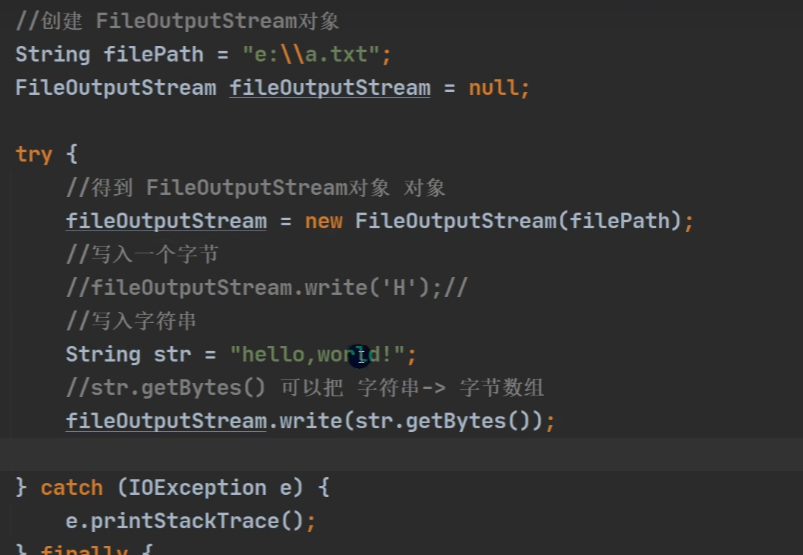 //创建 FileOutputStream对象
String filePath = "e:\\a.txt";
FileOutputStream fileOutputStream = null;
try {
//得到 FileOutputStream对象 对象
fileOutputStream = new FileOutputStream(filePath);
//写入一个字节
//fileOutputStream.write('H');//
//写入字符串
String str = "hello,world!";
//str.getBytes() 可以把 字符串-> 字节数组
fileOutputStream.write(str.getBytes());
} catch (IOException e) {
e.printStackTrace();
} finally {